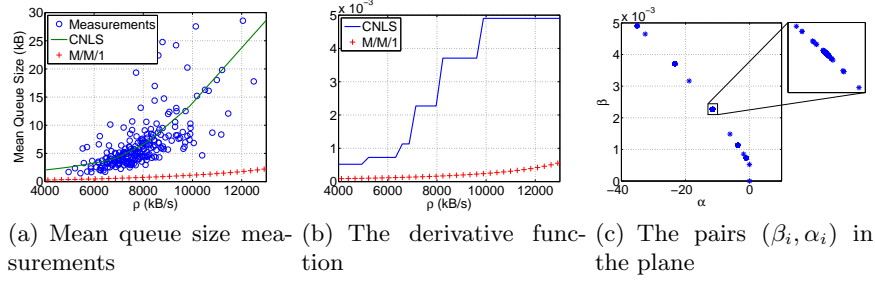 30
25
20
15
10
5
0
Mean Queue Size (kB)
4000 6000 8000 10000 12000
ρ (kB/s)
Measurements
CNLS
M/M/1
5 x 10⁻³
4
3
2
1
0
4000 6000 8000 10000 12000
ρ (kB/s)
CNLS
M/M/1
5 x 10⁻³
4
3
2
1
0
β
−40 −20 0
α
(a) Mean queue size mea-
surements
(b) The derivative func-
tion
(c) The pairs (βᵢ, αᵢ) in
the plane